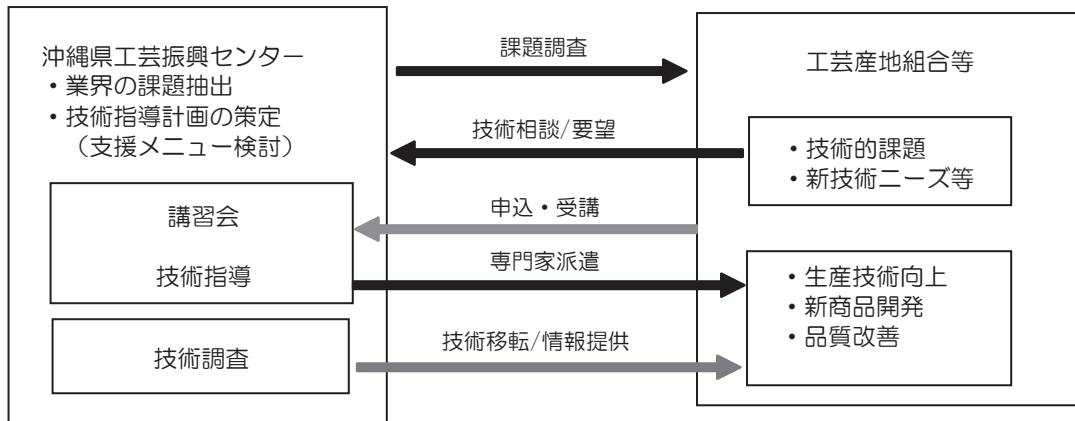 沖縄県工芸振興センター
・業界の課題抽出
・技術指導計画の策定
（支援メニュー検討）
講習会
技術指導
技術調査
課題調査
技術相談/要望
申込・受講
専門家派遣
技術移転/情報提供
工芸産地組合等
・技術的課題
・新技術ニーズ等
・生産技術向上
・新商品開発
・品質改善